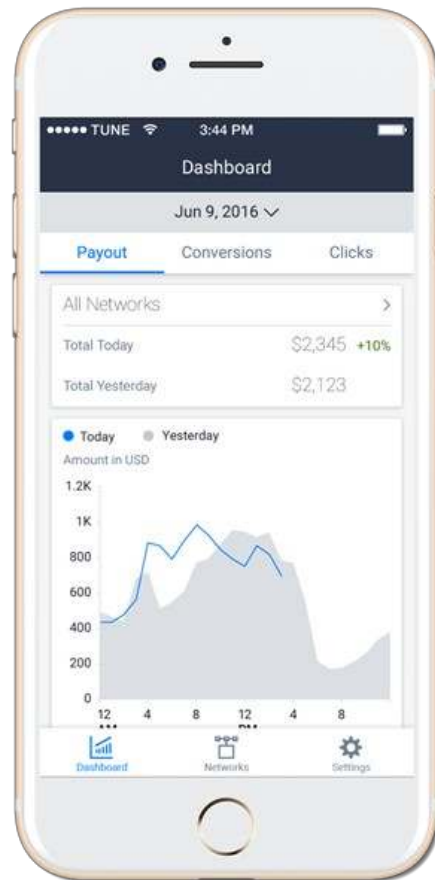 TUNE 3:44 PM
Dashboard
Jun 9, 2016
Payout Conversions Clicks
All Networks
Total Today $2,345 +10%
Total Yesterday $2,123
Today Yesterday
Amount in USD
1.2K
1K
800
600
400
200
0
12 4 8 12 4 8
AM PM
Dashboard Networks Settings